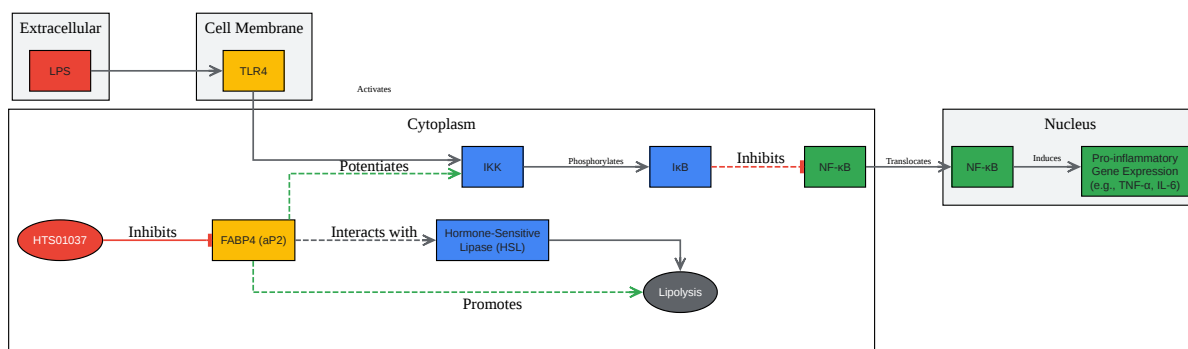 Extracellular
Cell Membrane
LPS
TLR4
Activates
Cytoplasm
Nucleus
Potentiates
IKK
Phosphorylates
IκB
Inhibits
NF-κB
Translocates
NF-κB
Induces
Pro-inflammatory
Gene Expression
(e.g., TNF-α, IL-6)
HTS01037
Inhibits
FABP4 (aP2)
Interacts with
Hormone-Sensitive
Lipase (HSL)
Promotes
Lipolysis